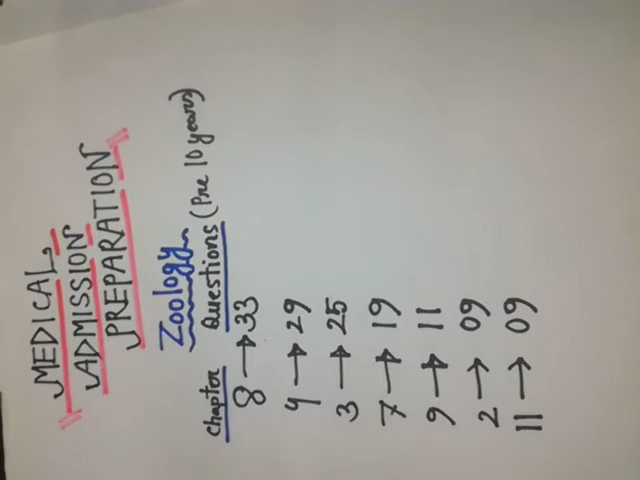 MEDICAL
ADMISSION
PREPARATION
Zoology
Chapter Questions (Pre 10 years)
8 → 33
4 → 29
3 → 25
7 → 19
9 → 11
2 → 09
11 → 09